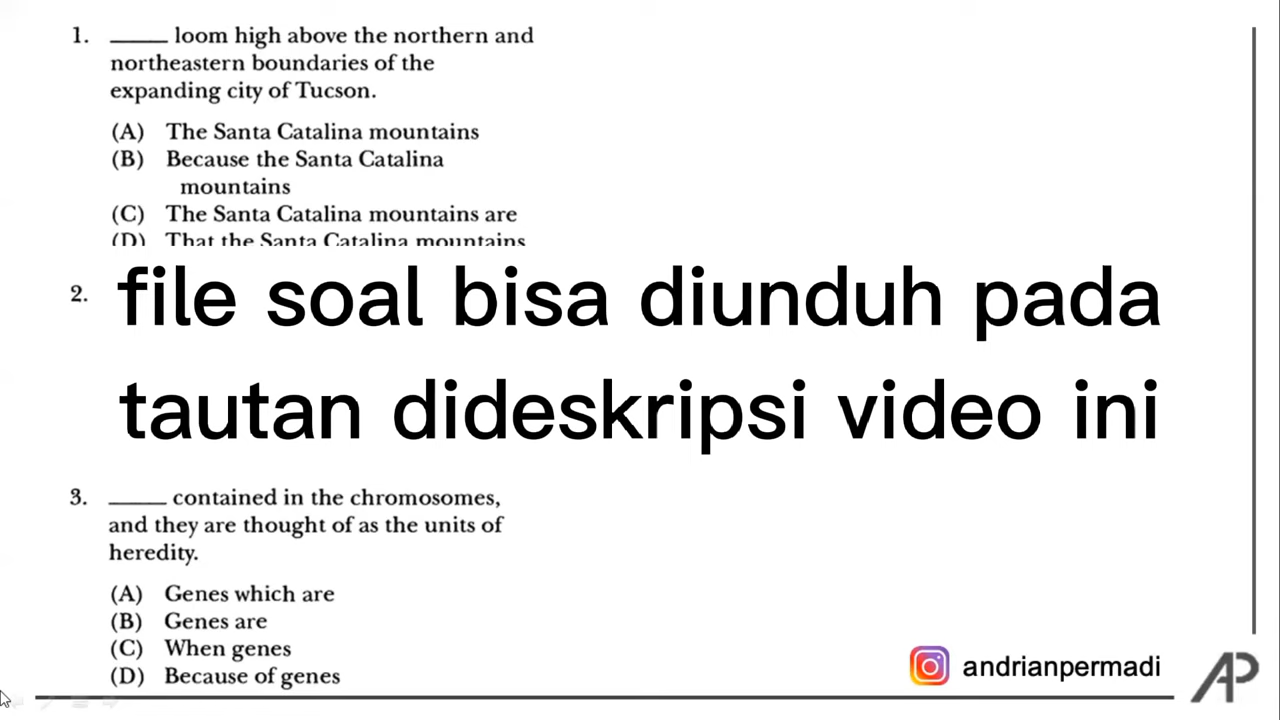 1. _____ loom high above the northern and
northeastern boundaries of the
expanding city of Tucson.
(A) The Santa Catalina mountains
(B) Because the Santa Catalina
mountains
(C) The Santa Catalina mountains are
(D) That the Santa Catalina mountains
2.
file soal bisa diunduh pada
tautan dideskripsi video ini
3. _____ contained in the chromosomes,
and they are thought of as the units of
heredity.
(A) Genes which are
(B) Genes are
(C) When genes
(D) Because of genes
andrianpermadi
AP